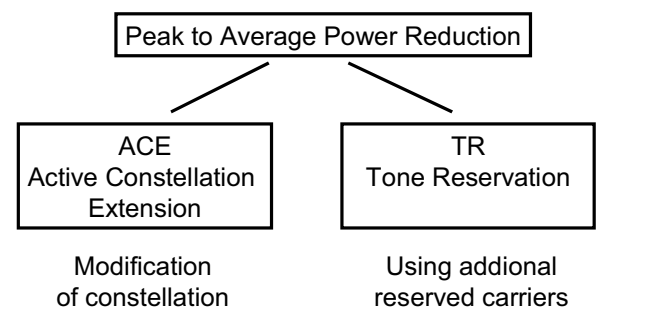 Peak to Average Power Reduction
ACE
Active Constellation
Extension
TR
Tone Reservation
Modification
of constellation
Using addional
reserved carriers